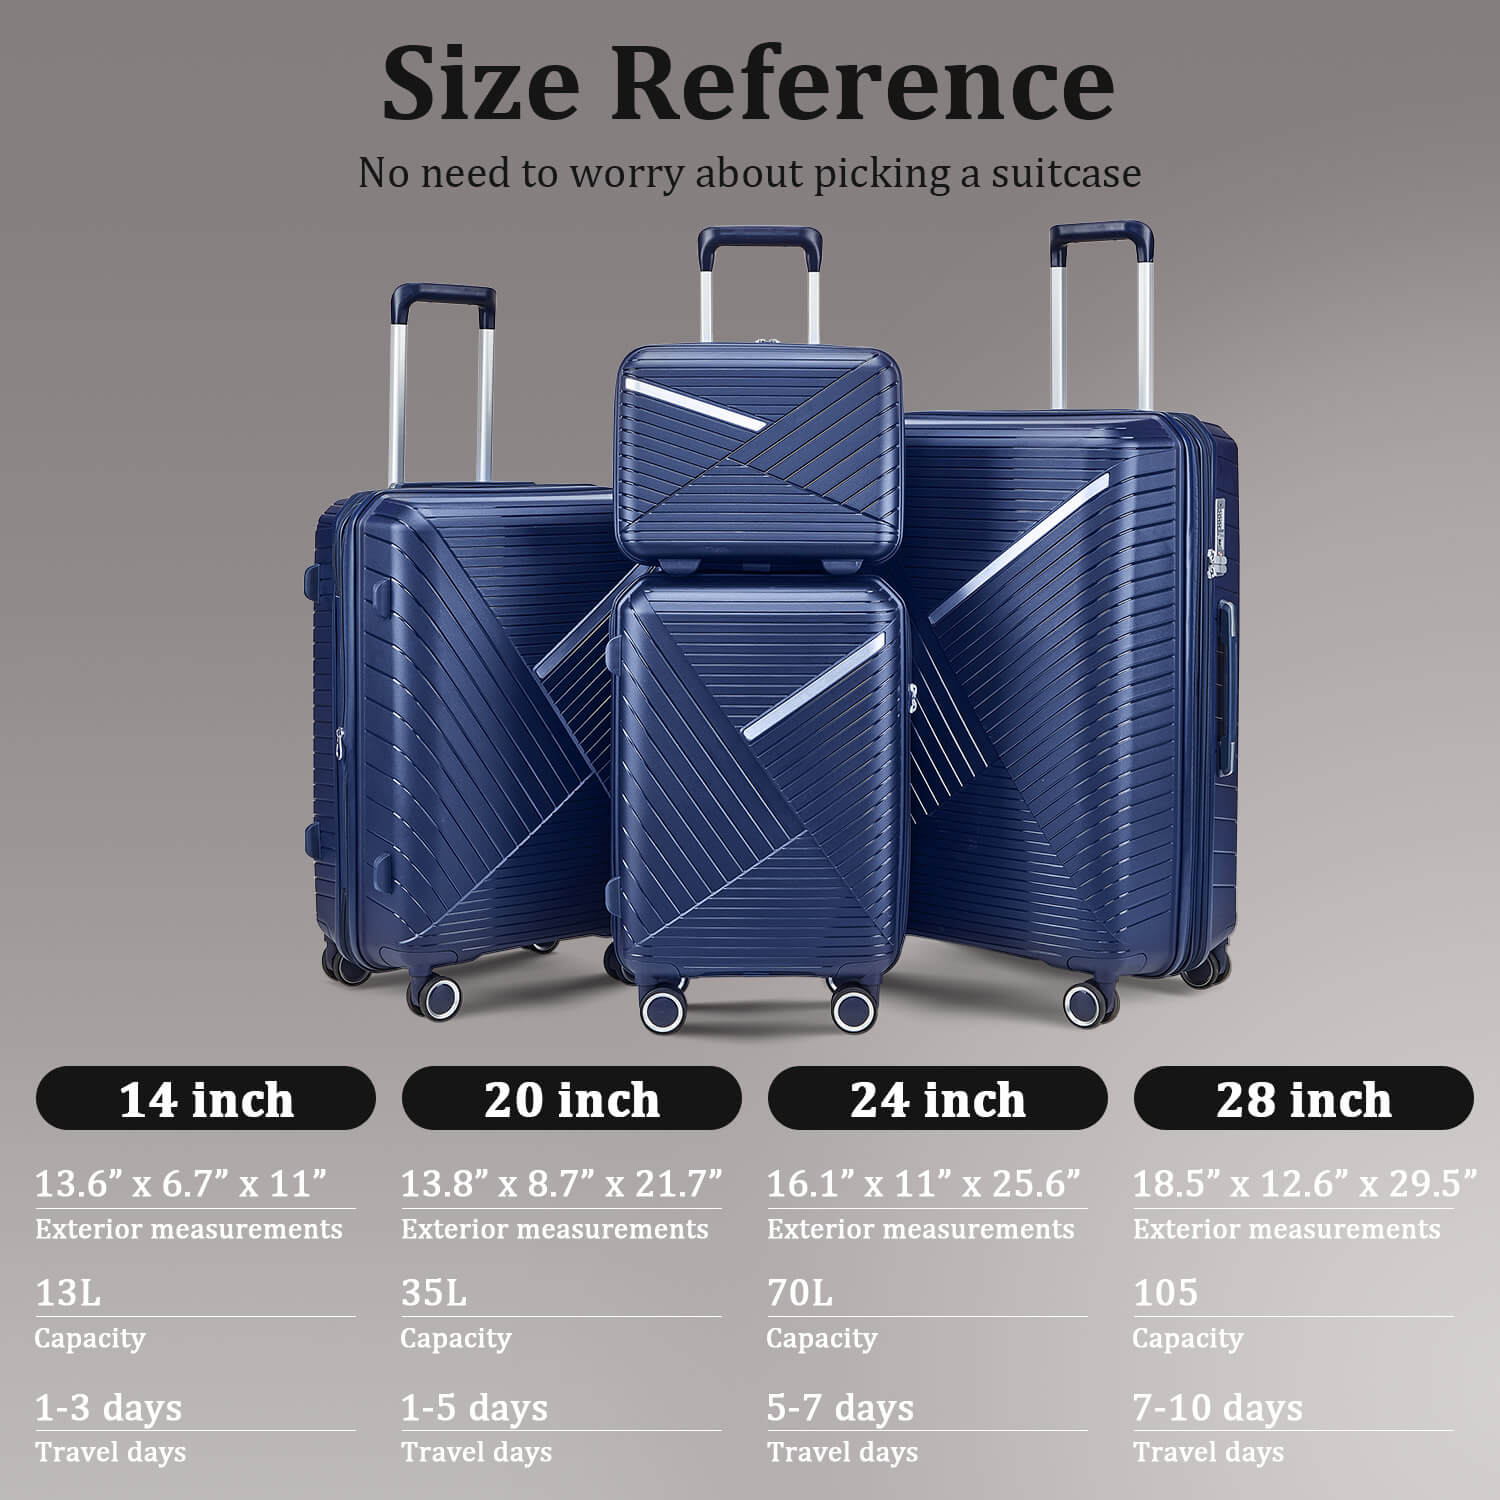 Size Reference
No need to worry about picking a suitcase
14 inch
13.6” x 6.7” x 11”
Exterior measurements
13L
Capacity
1-3 days
Travel days
20 inch
13.8” x 8.7” x 21.7”
Exterior measurements
35L
Capacity
1-5 days
Travel days
24 inch
16.1” x 11” x 25.6”
Exterior measurements
70L
Capacity
5-7 days
Travel days
28 inch
18.5” x 12.6” x 29.5”
Exterior measurements
105
Capacity
7-10 days
Travel days